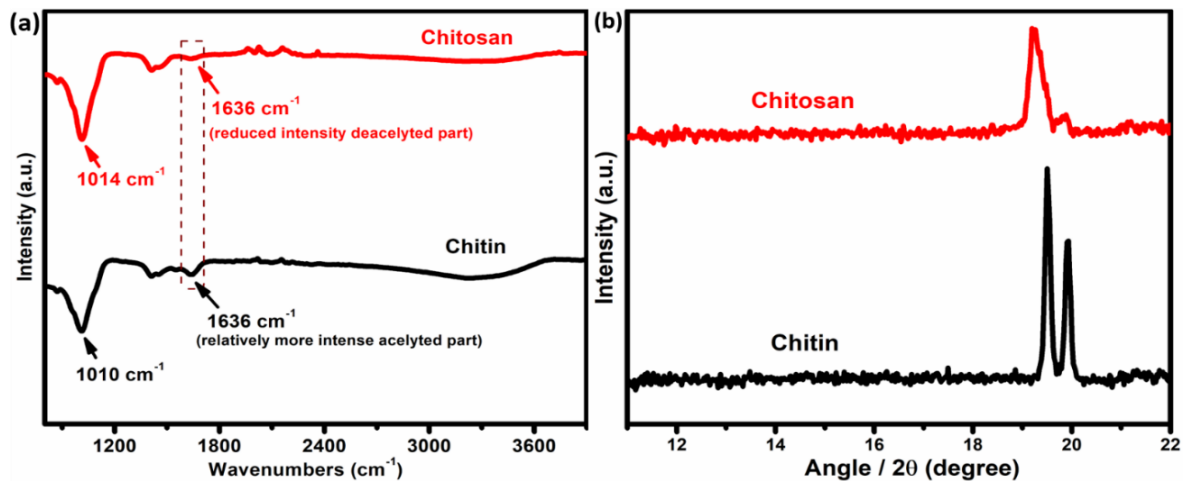 (a)
Chitosan
1636 cm-1
(reduced intensity deacelyted part)
1014 cm-1
Chitin
1636 cm-1
(relatively more intense acelyted part)
1010 cm-1
Intensity (a.u.)
1200 1800 2400 3000 3600
Wavenumbers (cm-1)
(b)
Chitosan
Chitin
Intensity (a.u.)
12 14 16 18 20 22
Angle / 2θ (degree)